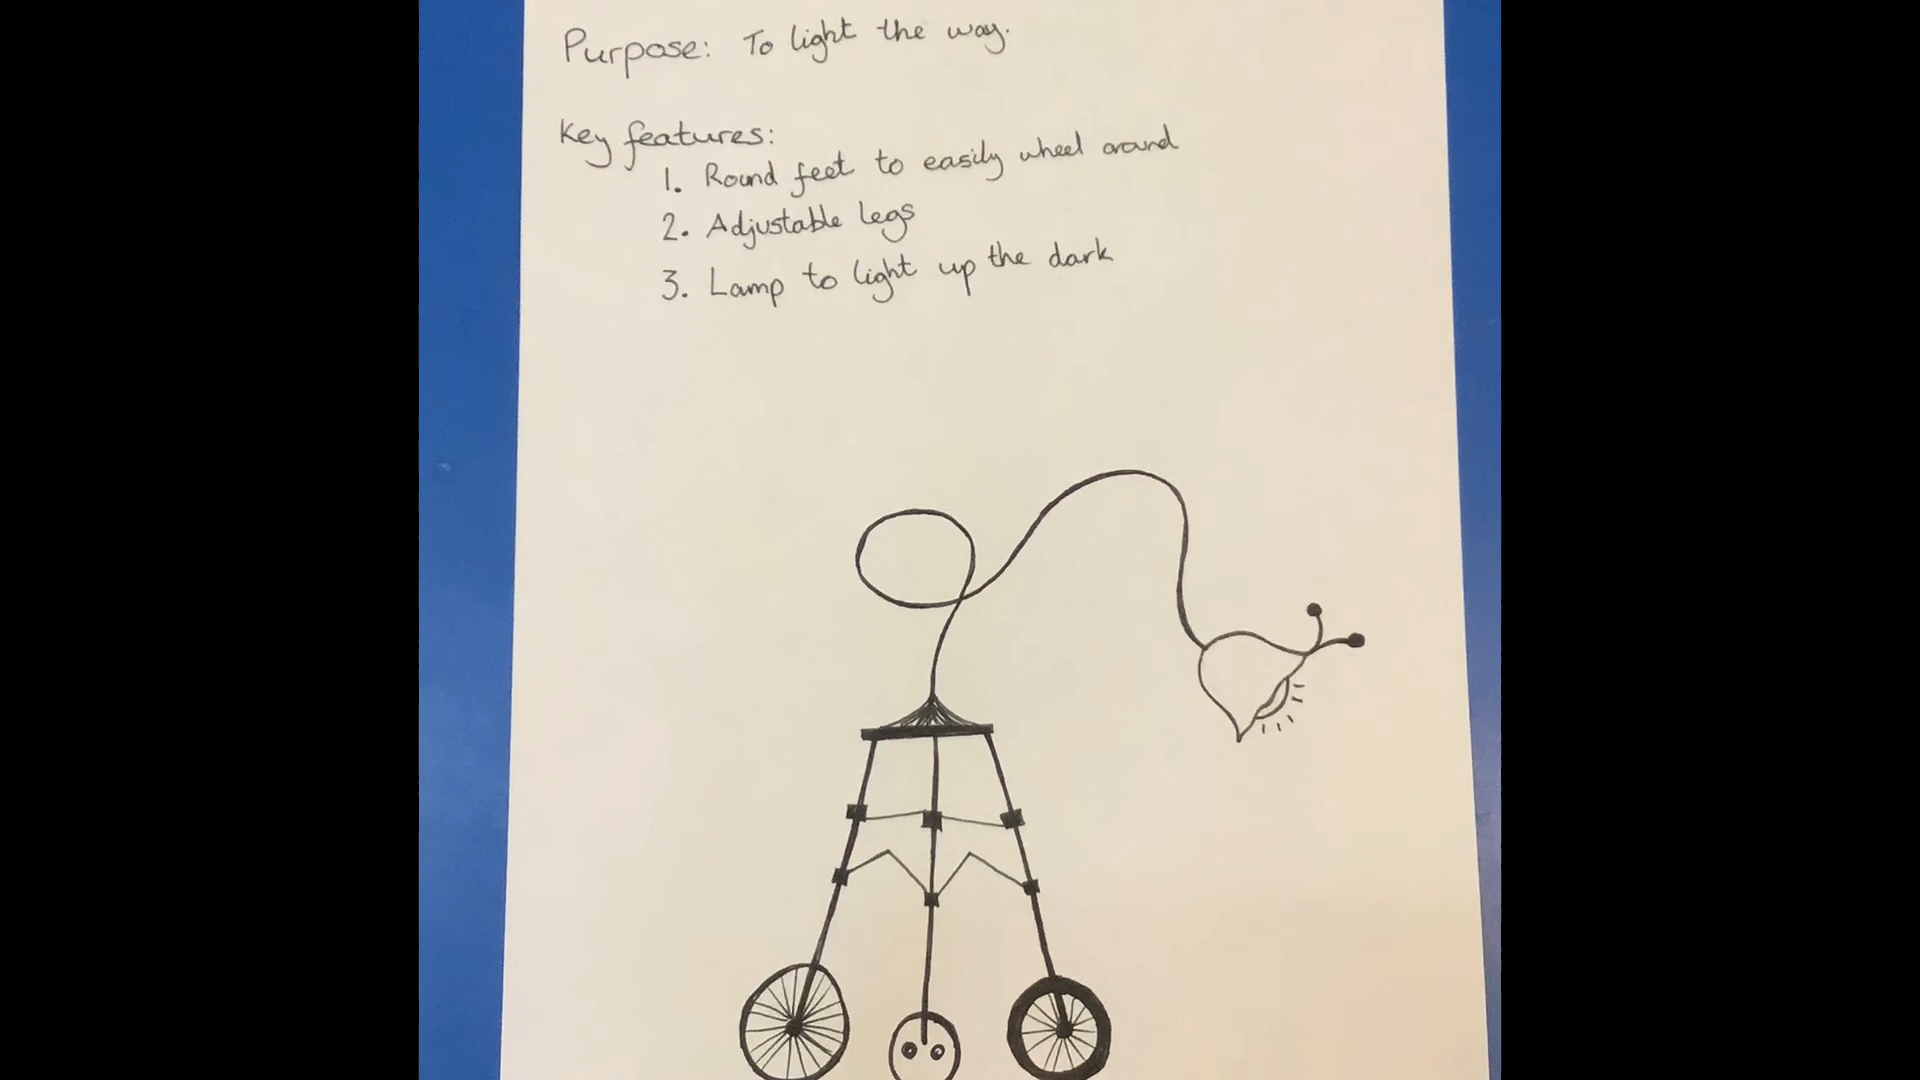 Purpose: To light the way.
Key features:
1. Round feet to easily wheel around
2. Adjustable legs
3. Lamp to light up the dark